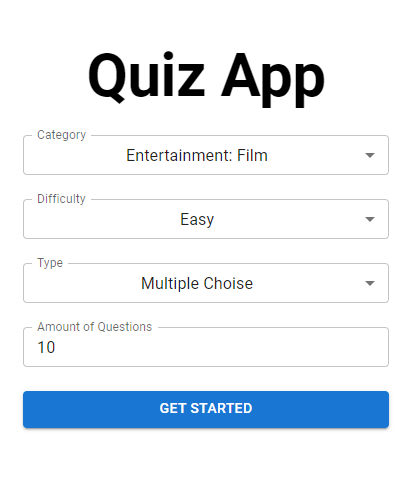 Quiz App
Category
Entertainment: Film
Difficulty
Easy
Type
Multiple Choise
Amount of Questions
10
GET STARTED